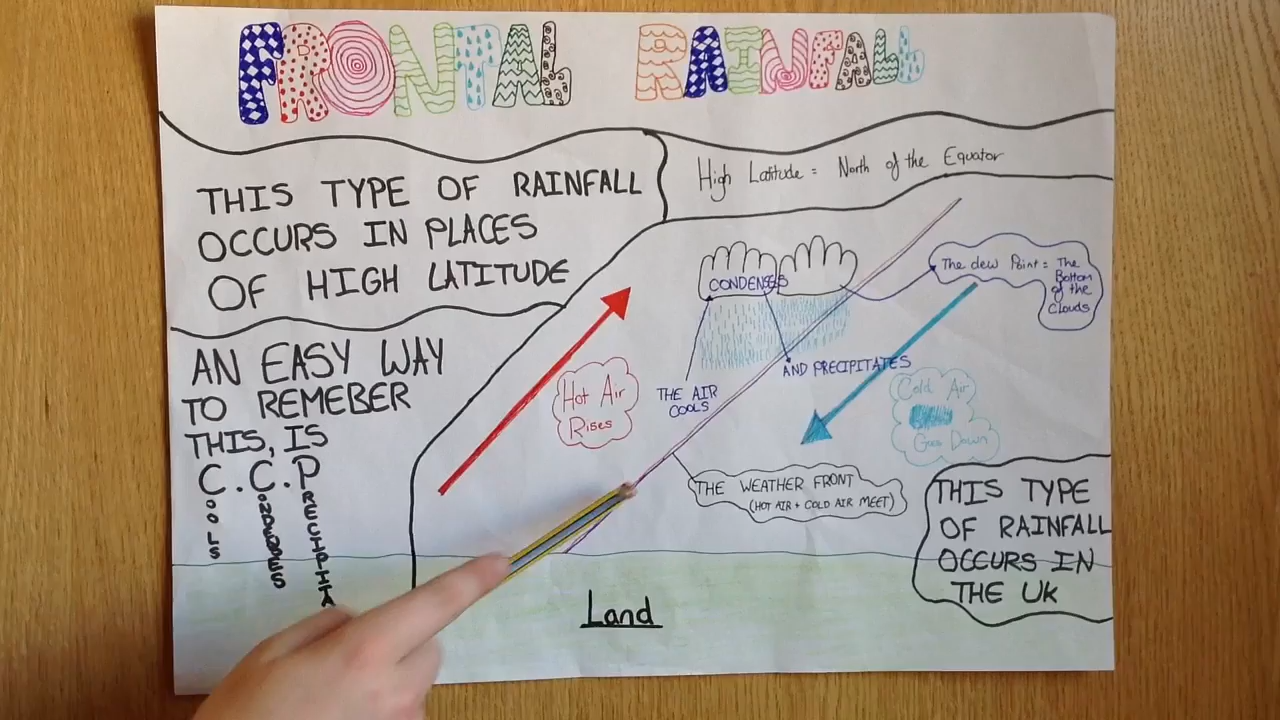 FRONTAL RAINFALL
THIS TYPE OF RAINFALL
OCCURS IN PLACES
OF HIGH LATITUDE
High Latitude = North of the Equator
AN EASY WAY
TO REMEBER
THIS, IS
C.C.P
COOLS
CONDENSES
PRECIPITA
Hot Air
Rises
CONDENSES
THE AIR
COOLS
AND PRECIPITATES
The dew Point = The
Bottom
of the
Clouds
Cold Air
Goes Down
THE WEATHER FRONT
(HOT AIR + COLD AIR MEET)
THIS TYPE
OF RAINFALL
OCCURS IN
THE UK
Land